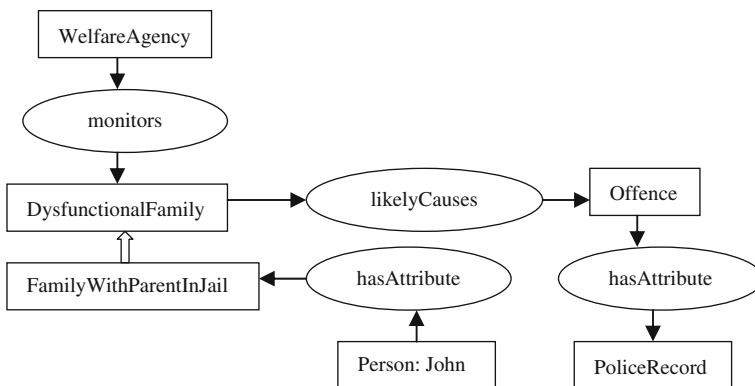 WelfareAgency
monitors
DysfunctionalFamily
likelyCauses
Offence
FamilyWithParentInJail
hasAttribute
hasAttribute
Person: John
PoliceRecord